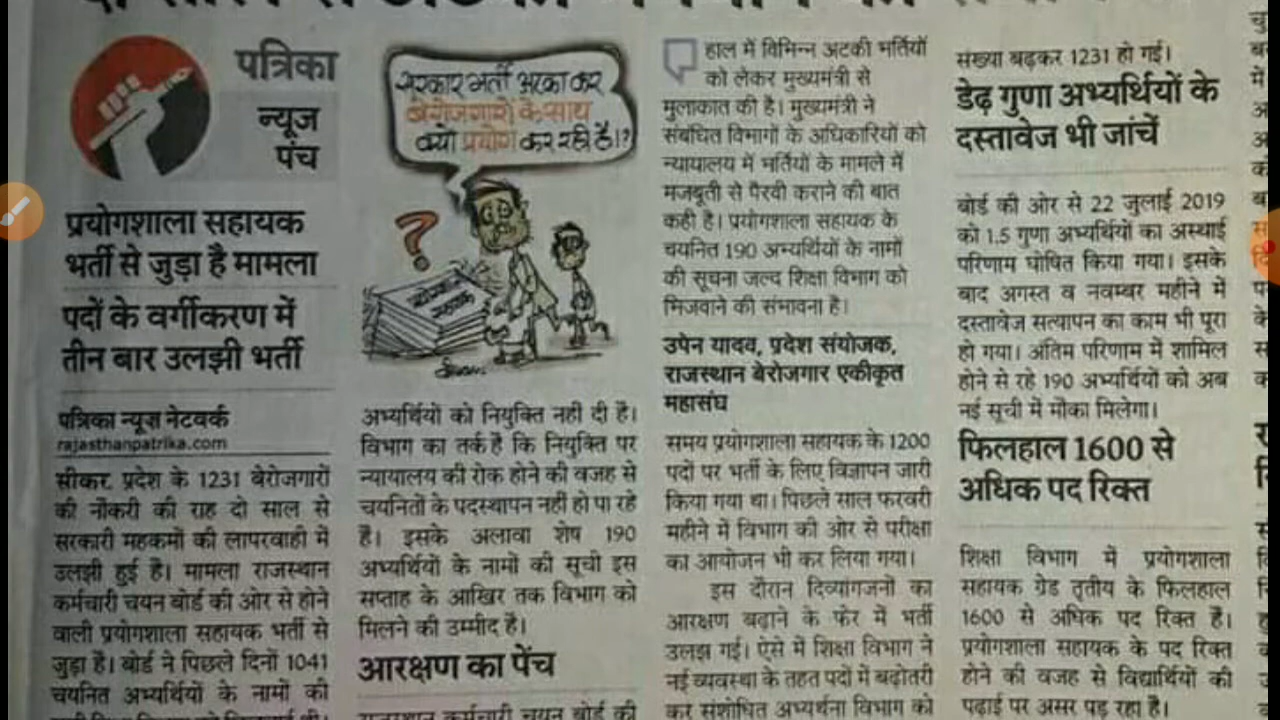 पत्रिका
न्यूज
पंच
प्रयोगशाला सहायक
भर्ती से जुड़ा है मामला
पदों के वर्गीकरण में
तीन बार उलझी भर्ती
पत्रिका न्यूज़ नेटवर्क
rajasthanpatrika.com
सीकर. प्रदेश के 1231 बेरोजगारों
की नौकरी की राह दो साल से
सरकारी महकमों की लापरवाही में
उलझी हुई है। मामला राजस्थान
कर्मचारी चयन बोर्ड की ओर से होने
वाली प्रयोगशाला सहायक भर्ती से
जुड़ा है। बोर्ड ने पिछले दिनों 1041
चयनित अभ्यर्थियों के नामों की
सरकार भर्ती अटका कर
बेरोजगारों के साथ
क्यों प्रयोग कर रही है।?
?
अभ्यर्थियों को नियुक्ति नहीं दी है।
विभाग का तर्क है कि नियुक्ति पर
न्यायालय की रोक होने की वजह से
चयनितों के पदस्थापन नहीं हो पा रहे
हैं। इसके अलावा शेष 190
अभ्यर्थियों के नामों की सूची इस
सप्ताह के आखिर तक विभाग को
मिलने की उम्मीद है।
आरक्षण का पेंच
राजस्थान कर्मचारी चयन बोर्ड की
हाल में विभिन्न अटकी भर्तियों
को लेकर मुख्यमंत्री से
मुलाकात की है। मुख्यमंत्री ने
संबंधित विभागों के अधिकारियों को
न्यायालय में भर्तियों के मामले में
मजबूती से पैरवी कराने की बात
कही है। प्रयोगशाला सहायक के
चयनित 190 अभ्यर्थियों के नामों
की सूचना जल्द शिक्षा विभाग को
भिजवाने की संभावना है।
उपेन यादव, प्रदेश संयोजक,
राजस्थान बेरोजगार एकीकृत
महासंघ
समय प्रयोगशाला सहायक के 1200
पदों पर भर्ती के लिए विज्ञापन जारी
किया गया था। पिछले साल फरवरी
महीने में विभाग की ओर से परीक्षा
का आयोजन भी कर लिया गया।
इस दौरान दिव्यांगजनों का
आरक्षण बढ़ाने के फेर में भर्ती
उलझ गई। ऐसे में शिक्षा विभाग ने
नई व्यवस्था के तहत पदों में बढ़ोतरी
कर संशोधित अभ्यर्थना विभाग को
संख्या बढ़कर 1231 हो गई।
डेढ़ गुणा अभ्यर्थियों के
दस्तावेज भी जांचें
बोर्ड की ओर से 22 जुलाई 2019
को 1.5 गुणा अभ्यर्थियों का अस्थाई
परिणाम घोषित किया गया। इसके
बाद अगस्त व नवम्बर महीने में
दस्तावेज सत्यापन का काम भी पूरा
हो गया। अंतिम परिणाम में शामिल
होने से रहे 190 अभ्यर्थियों को अब
नई सूची में मौका मिलेगा।
फिलहाल 1600 से
अधिक पद रिक्त
शिक्षा विभाग में प्रयोगशाला
सहायक ग्रेड तृतीय के फिलहाल
1600 से अधिक पद रिक्त है।
प्रयोगशाला सहायक के पद रिक्त
होने की वजह से विद्यार्थियों की
पढ़ाई पर असर पड़ रहा है।